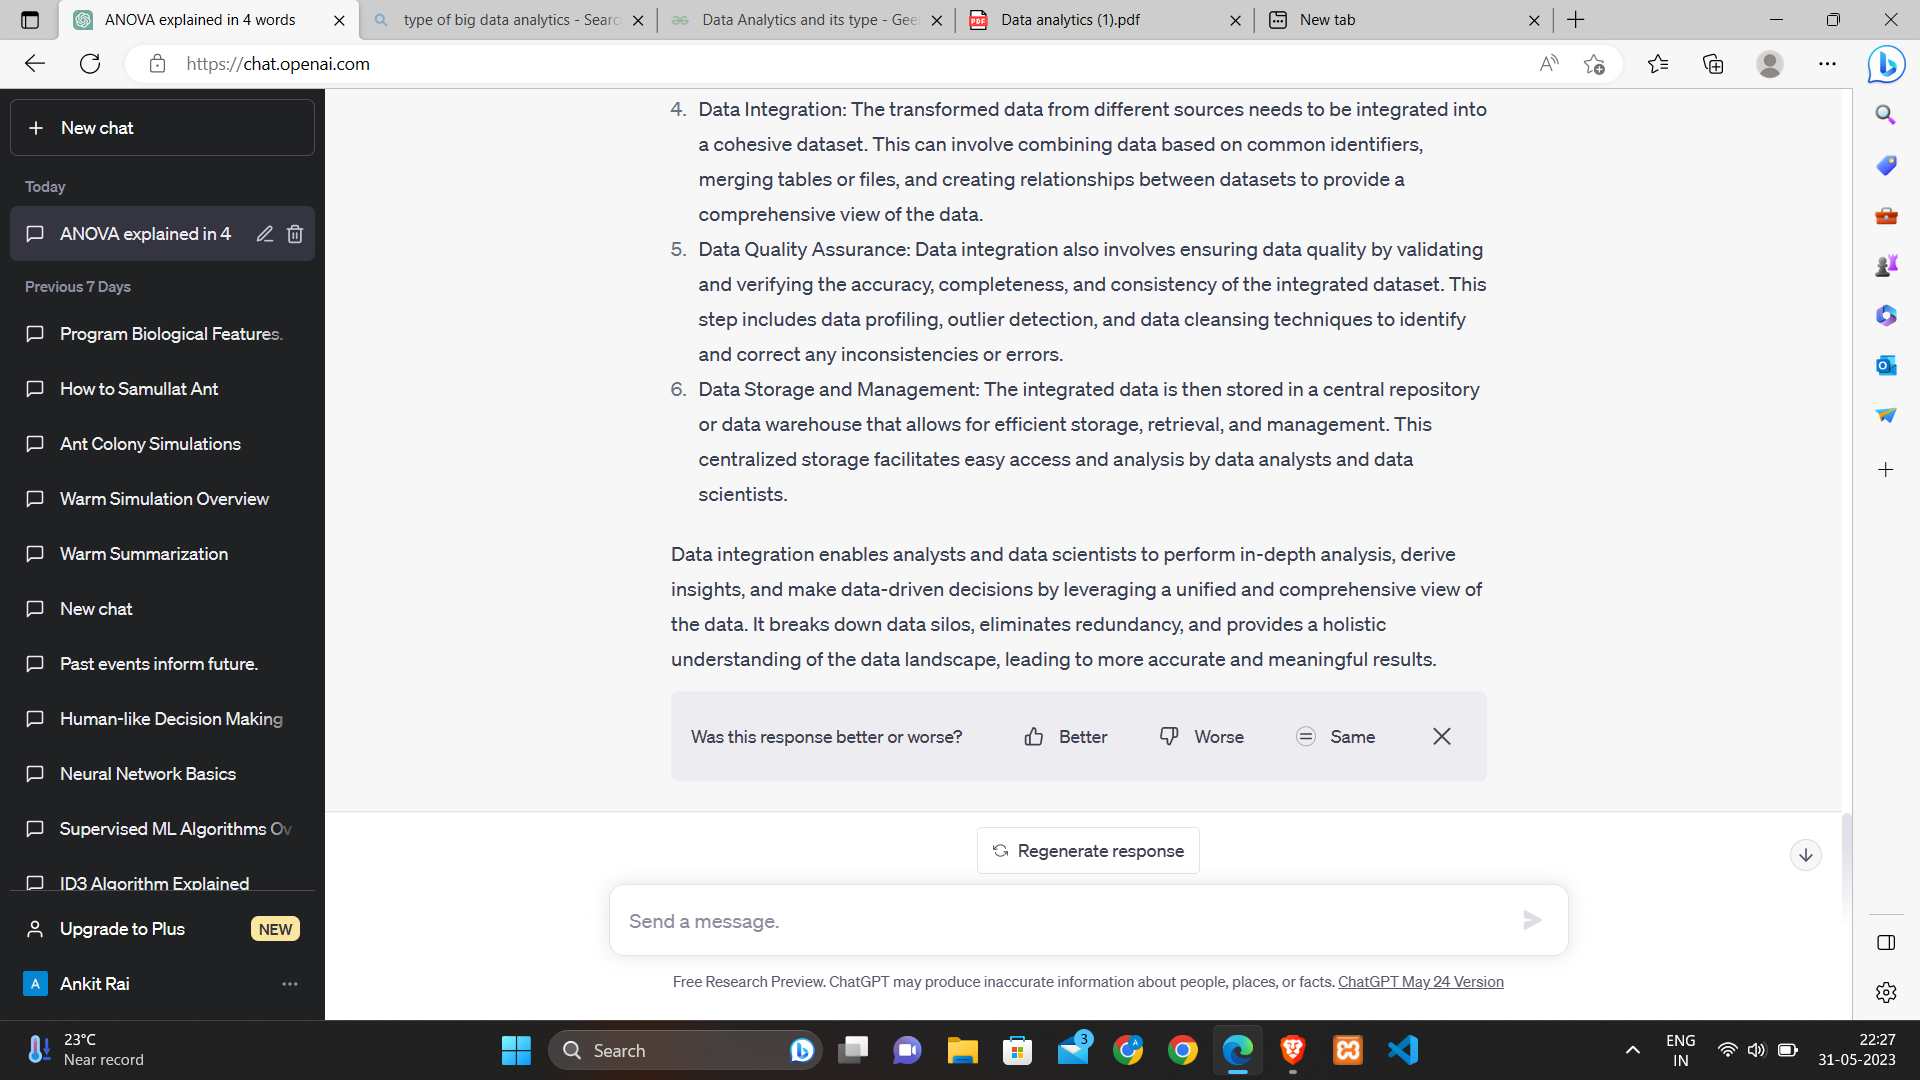 ANOVA explained in 4 words
type of big data analytics - Searc
Data Analytics and its type - Gee
PDF
Data analytics (1).pdf
New tab
https://chat.openai.com
New chat
Today
ANOVA explained in 4
Previous 7 Days
Program Biological Features.
How to Samullat Ant
Ant Colony Simulations
Warm Simulation Overview
Warm Summarization
New chat
Past events inform future.
Human-like Decision Making
Neural Network Basics
Supervised ML Algorithms Ov
ID3 Algorithm Explained
Upgrade to Plus
NEW
A
Ankit Rai
4. Data Integration: The transformed data from different sources needs to be integrated into
a cohesive dataset. This can involve combining data based on common identifiers,
merging tables or files, and creating relationships between datasets to provide a
comprehensive view of the data.
5. Data Quality Assurance: Data integration also involves ensuring data quality by validating
and verifying the accuracy, completeness, and consistency of the integrated dataset. This
step includes data profiling, outlier detection, and data cleansing techniques to identify
and correct any inconsistencies or errors.
6. Data Storage and Management: The integrated data is then stored in a central repository
or data warehouse that allows for efficient storage, retrieval, and management. This
centralized storage facilitates easy access and analysis by data analysts and data
scientists.
Data integration enables analysts and data scientists to perform in-depth analysis, derive
insights, and make data-driven decisions by leveraging a unified and comprehensive view of
the data. It breaks down data silos, eliminates redundancy, and provides a holistic
understanding of the data landscape, leading to more accurate and meaningful results.
Was this response better or worse?
Better
Worse
Same
Regenerate response
Send a message.
Free Research Preview. ChatGPT may produce inaccurate information about people, places, or facts. ChatGPT May 24 Version
23°C
Near record
Search
3
A
ENG
IN
22:27
31-05-2023